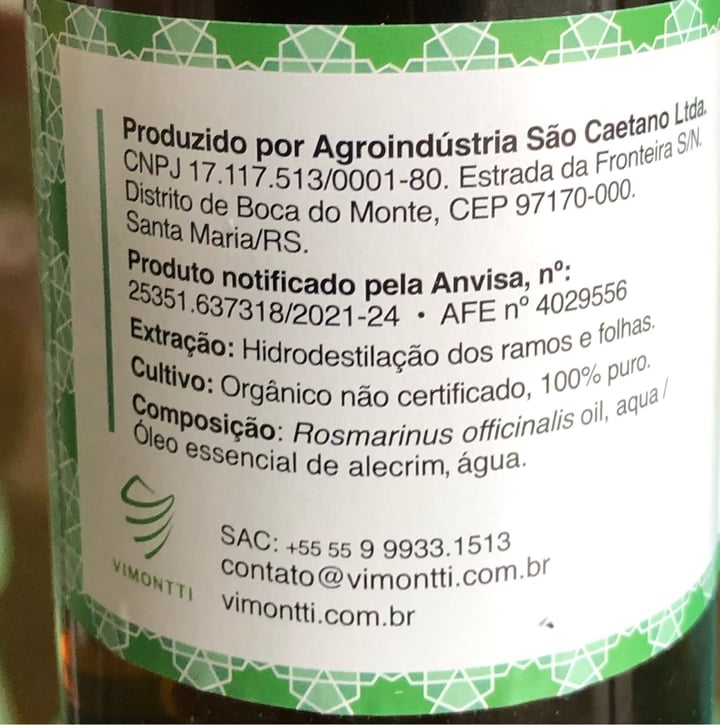 Produzido por Agroindústria São Caetano Ltda.
CNPJ 17.117.513/0001-80. Estrada da Fronteira S/N.
Distrito de Boca do Monte, CEP 97170-000.
Santa Maria/RS.
Produto notificado pela Anvisa, nº:
25351.637318/2021-24 • AFE nº 4029556
Extração: Hidrodestilação dos ramos e folhas.
Cultivo: Orgânico não certificado, 100% puro.
Composição: Rosmarinus officinalis oil, aqua /
Óleo essencial de alecrim, água.
VIMONTTI
SAC: +55 55 9 9933.1513
contato@vimontti.com.br
vimontti.com.br